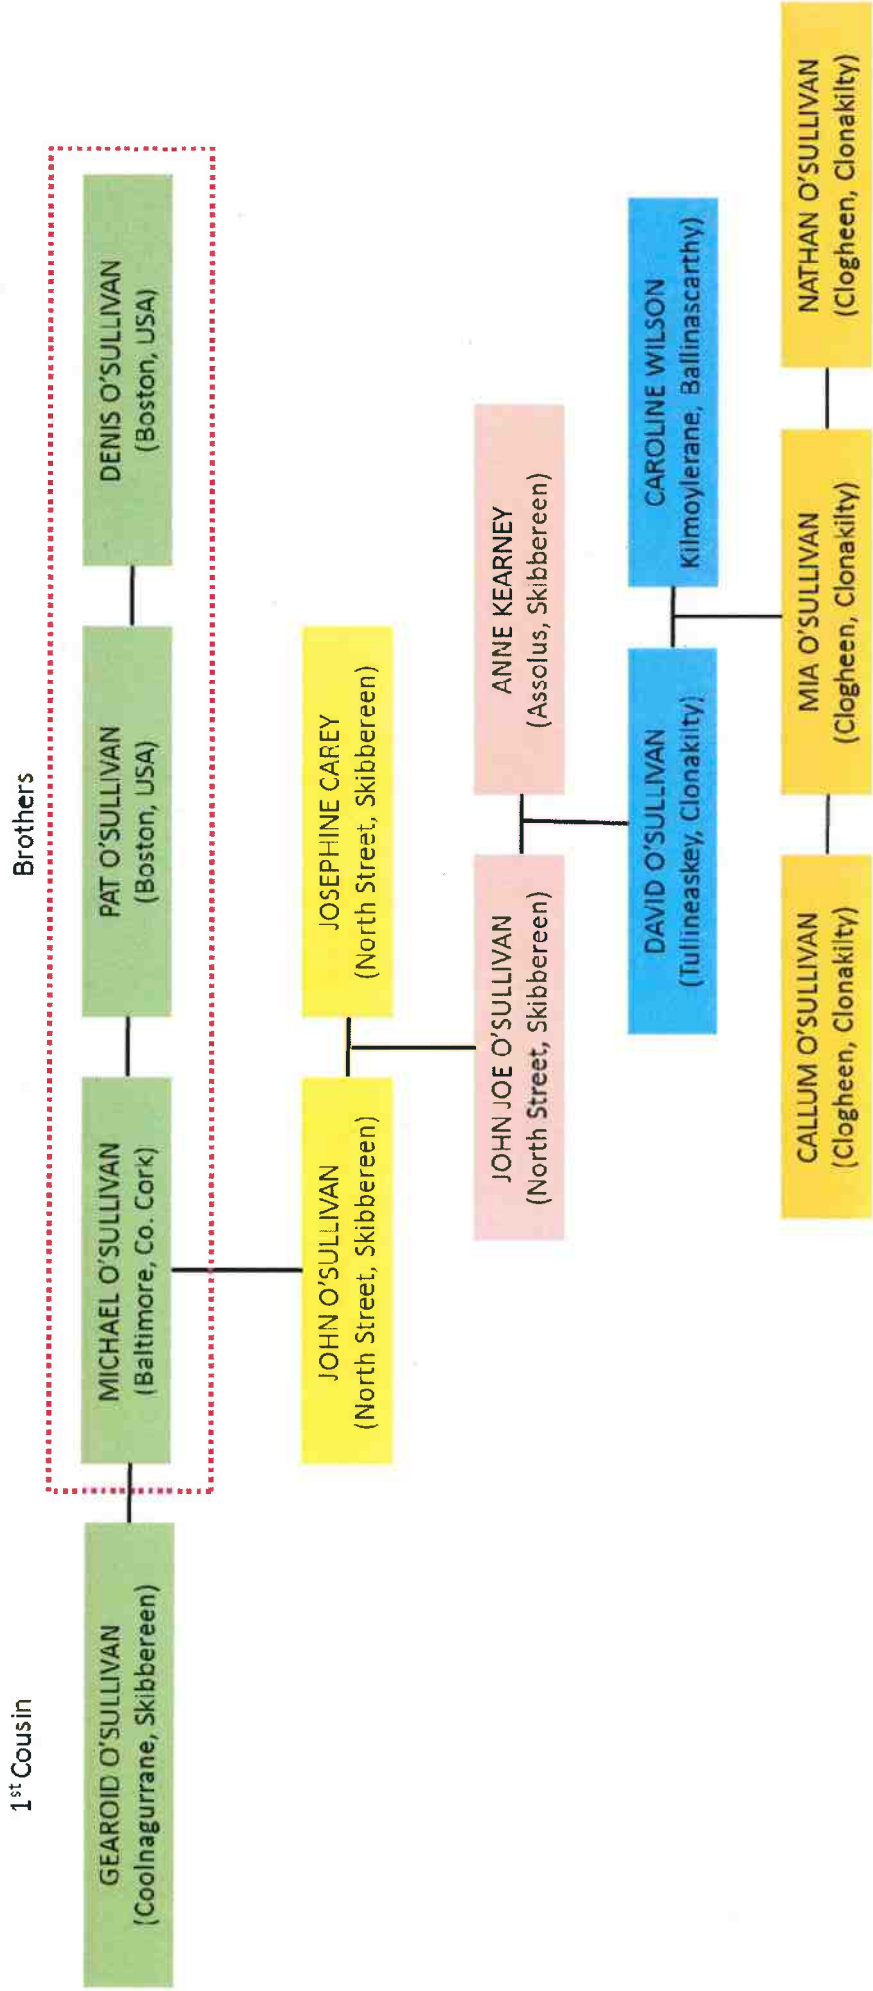 1st Cousin
Brothers
GEAROID O'SULLIVAN
(Coolnagurrane, Skibbereen)
MICHAEL O'SULLIVAN
(Baltimore, Co. Cork)
PAT O'SULLIVAN
(Boston, USA)
DENIS O'SULLIVAN
(Boston, USA)
JOHN O'SULLIVAN
(North Street, Skibbereen)
JOSEPHINE CAREY
(North Street, Skibbereen)
JOHN JOE O'SULLIVAN
(North Street, Skibbereen)
ANNE KEARNEY
(Assolus, Skibbereen)
DAVID O'SULLIVAN
(Tullineaskey, Clonakilty)
CAROLINE WILSON
Kilmoylerane, Ballinascarthy)
CALLUM O'SULLIVAN
(Clogheen, Clonakilty)
MIA O'SULLIVAN
(Clogheen, Clonakilty)
NATHAN O'SULLIVAN
(Clogheen, Clonakilty)